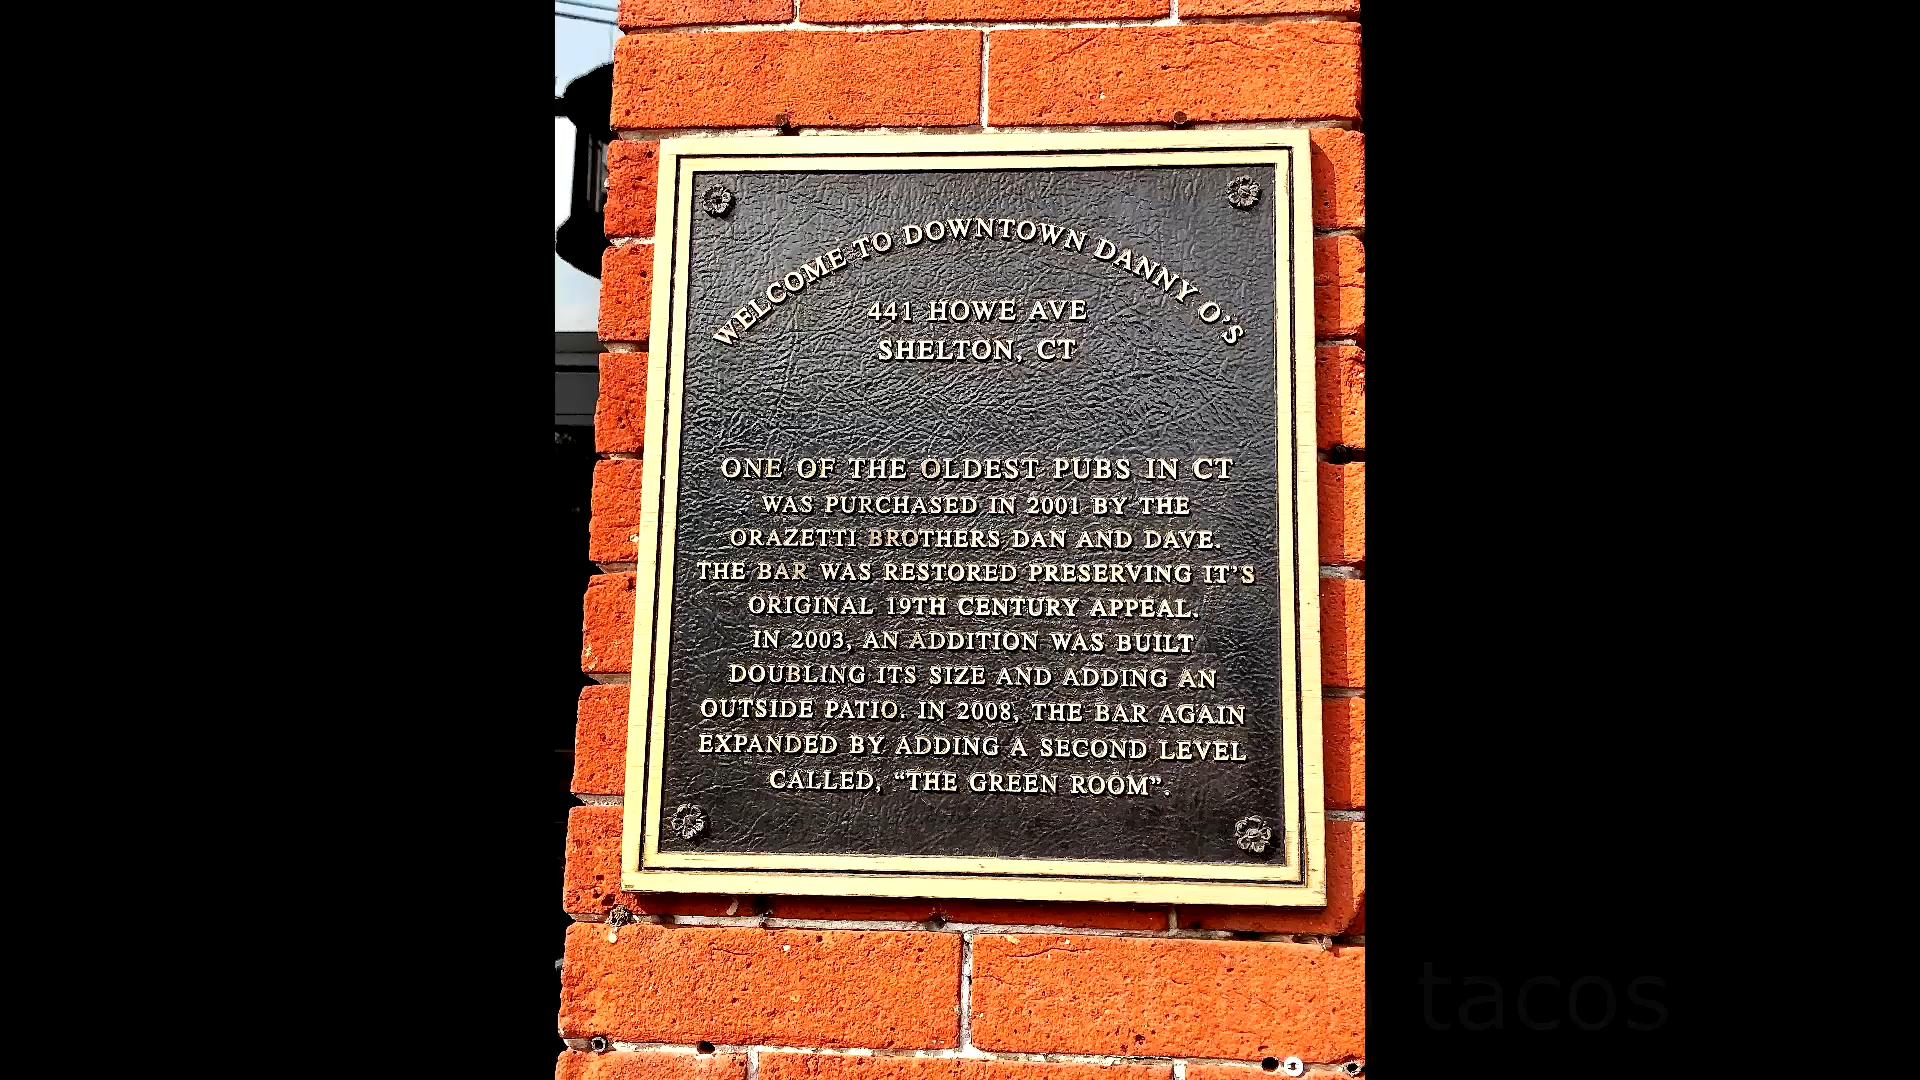 WELCOME TO DOWNTOWN DANNY O'S
441 HOWE AVE
SHELTON, CT
ONE OF THE OLDEST PUBS IN CT
WAS PURCHASED IN 2001 BY THE
ORAZETTI BROTHERS DAN AND DAVE.
THE BAR WAS RESTORED PRESERVING IT'S
ORIGINAL 19TH CENTURY APPEAL.
IN 2003, AN ADDITION WAS BUILT
DOUBLING ITS SIZE AND ADDING AN
OUTSIDE PATIO. IN 2008, THE BAR AGAIN
EXPANDED BY ADDING A SECOND LEVEL
CALLED, “THE GREEN ROOM”.
tacos